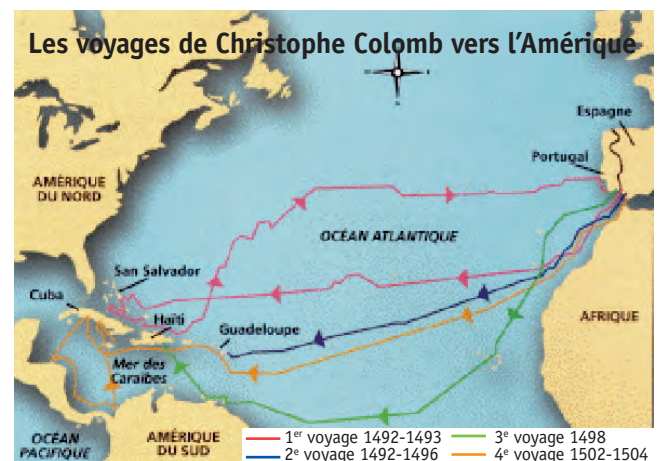 Les voyages de Christophe Colomb vers l'Amérique
Espagne
Portugal
AMÉRIQUE
DU NORD
OCÉAN ATLANTIQUE
San Salvador
Cuba
Haïti
Guadeloupe
AFRIQUE
Mer des
Caraïbes
OCÉAN
PACIFIQUE
AMÉRIQUE
DU SUD
1er voyage 1492-1493
3e voyage 1498
2e voyage 1492-1496
4e voyage 1502-1504